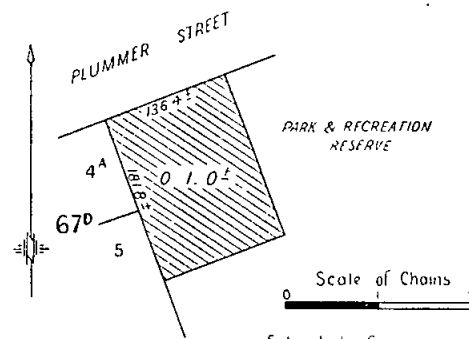 PLUMMER STREET
136.4±
PARK & RECREATION
RESERVE
4A
181.8±
0 1. 0±
67D
5
Scale of Chains
0